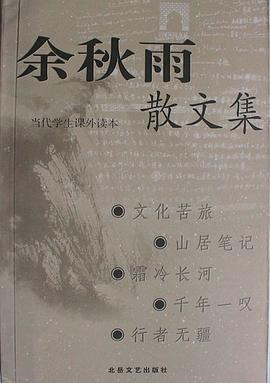 余秋雨
散文集
当代学生课外读本
●文化苦旅
●山居笔记
●霜冷长河
●千年一叹
●行者无疆
北岳文艺出版社